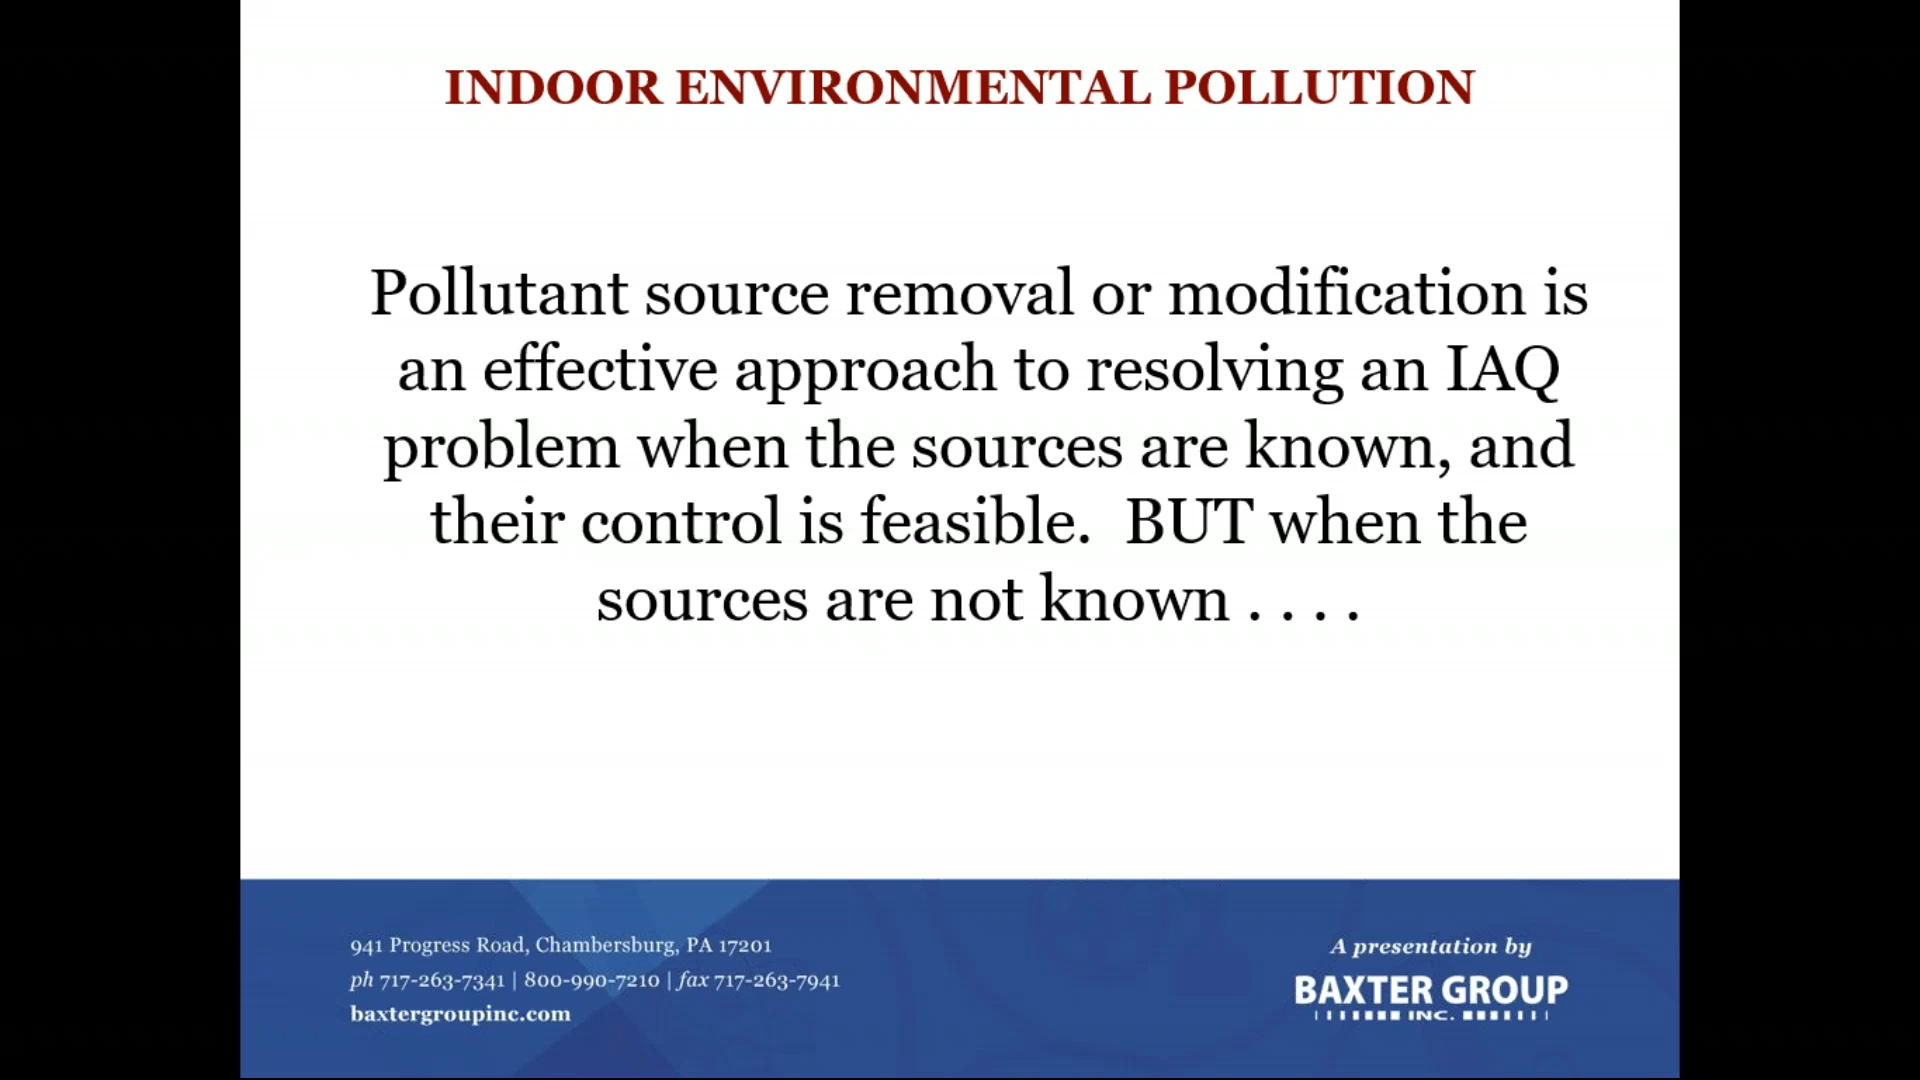 INDOOR ENVIRONMENTAL POLLUTION
Pollutant source removal or modification is
an effective approach to resolving an IAQ
problem when the sources are known, and
their control is feasible.  BUT when the
sources are not known . . . .
941 Progress Road, Chambersburg, PA 17201
ph 717-263-7341 | 800-990-7210 | fax 717-263-7941
baxtergroupinc.com
A presentation by
BAXTER GROUP
INC.